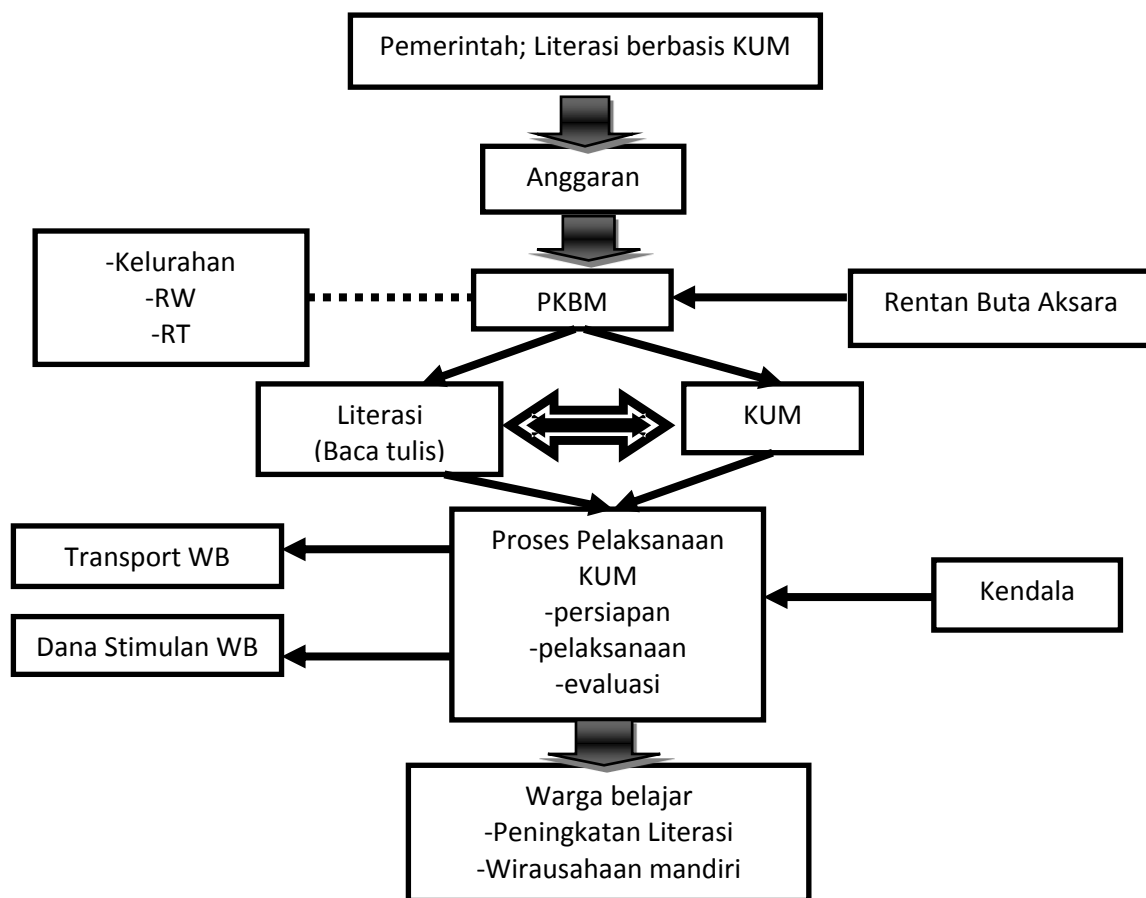 Pemerintah; Literasi berbasis KUM
Anggaran
-Kelurahan
-RW
-RT
PKBM
Rentan Buta Aksara
Literasi
(Baca tulis)
KUM
Proses Pelaksanaan
KUM
-persiapan
-pelaksanaan
-evaluasi
Transport WB
Dana Stimulan WB
Kendala
Warga belajar
-Peningkatan Literasi
-Wirausahaan mandiri